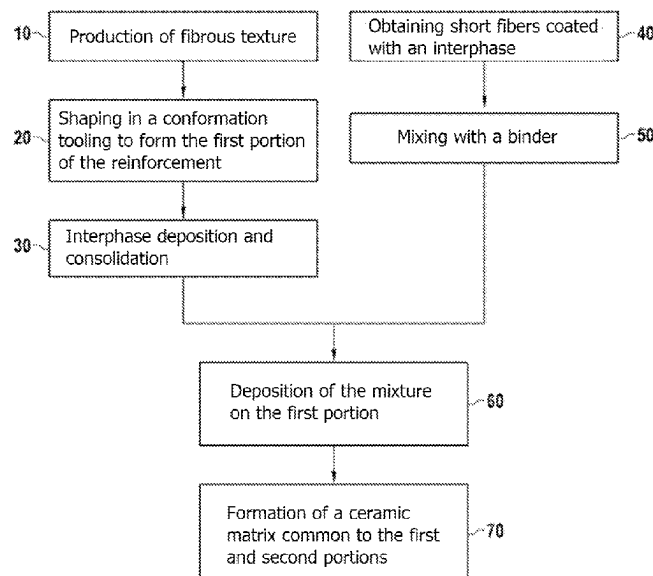 10
Production of fibrous texture
20
Shaping in a conformation
tooling to form the first portion
of the reinforcement
30
Interphase deposition and
consolidation
Obtaining short fibers coated
with an interphase
40
Mixing with a binder
50
Deposition of the mixture
on the first portion
60
Formation of a ceramic
matrix common to the first
and second portions
70